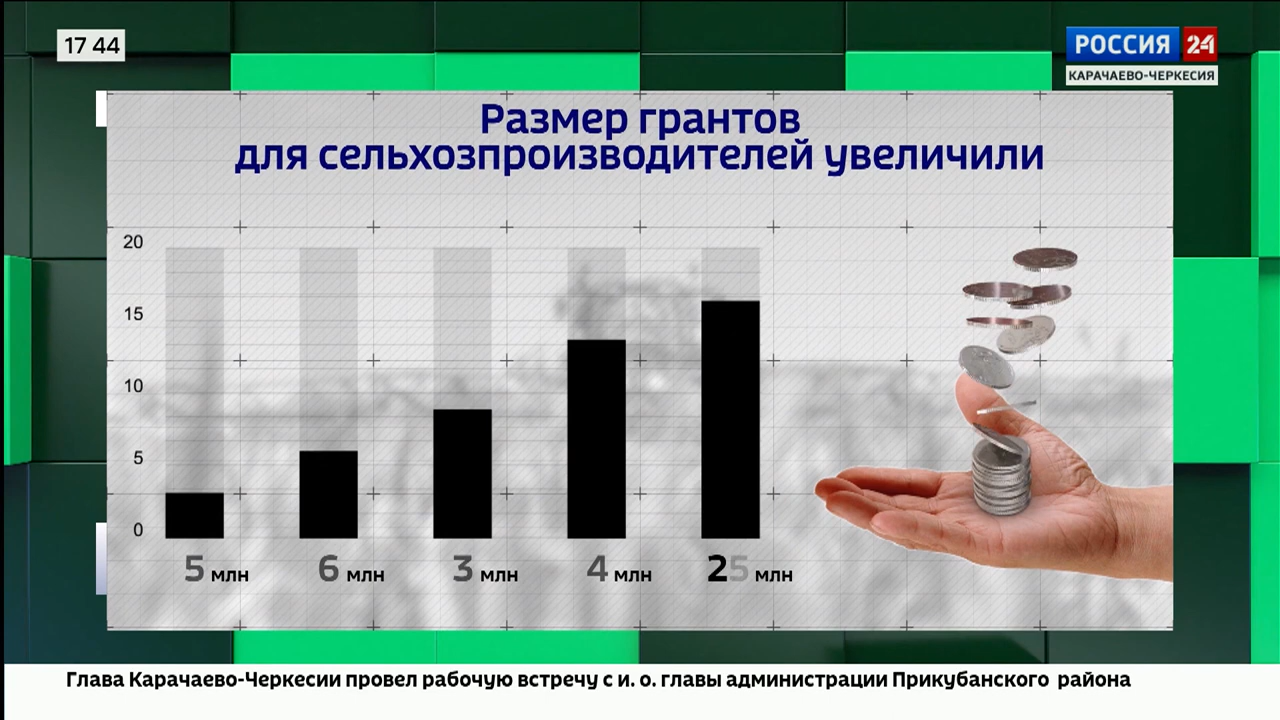 17 44
РОССИЯ 24
КАРАЧАЕВО-ЧЕРКЕСИЯ
Размер грантов
для сельхозпроизводителей увеличили
20
15
10
5
0
5 млн
6 млн
3 млн
4 млн
25 млн
Глава Карачаево-Черкесии провел рабочую встречу с и. о. главы администрации Прикубанского района